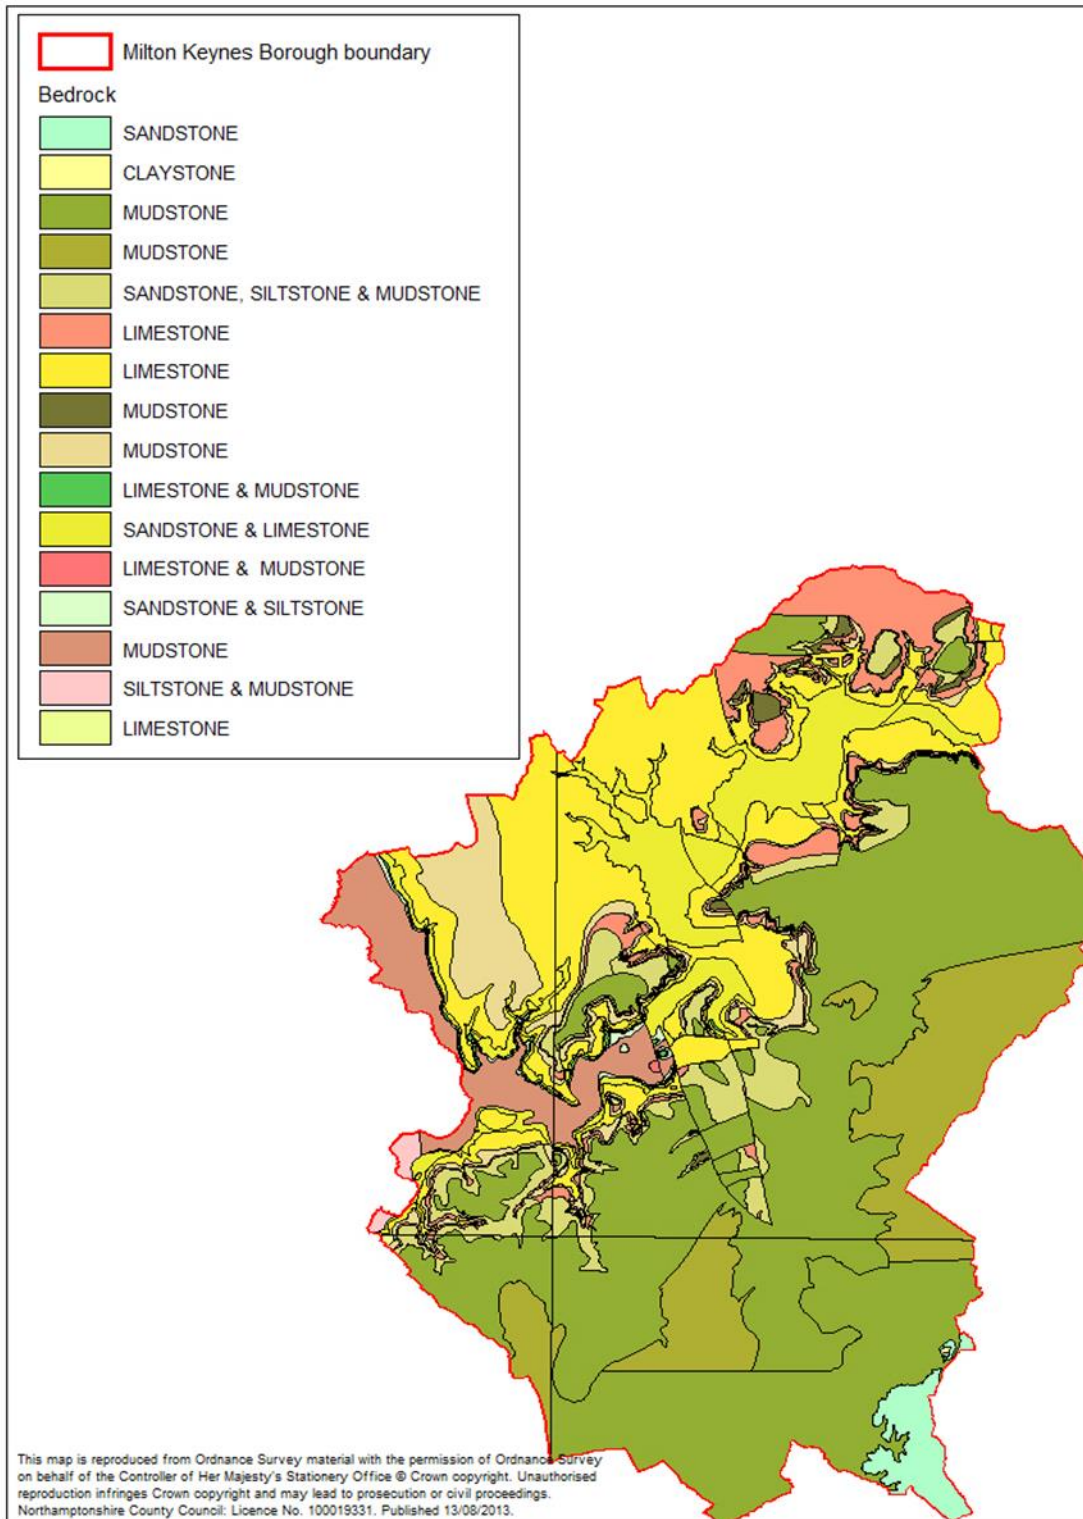 Milton Keynes Borough boundary
Bedrock
SANDSTONE
CLAYSTONE
MUDSTONE
MUDSTONE
SANDSTONE, SILTSTONE & MUDSTONE
LIMESTONE
LIMESTONE
MUDSTONE
MUDSTONE
LIMESTONE & MUDSTONE
SANDSTONE & LIMESTONE
LIMESTONE & MUDSTONE
SANDSTONE & SILTSTONE
MUDSTONE
SILTSTONE & MUDSTONE
LIMESTONE
This map is reproduced from Ordnance Survey material with the permission of Ordnance Survey
on behalf of the Controller of Her Majesty's Stationery Office © Crown copyright. Unauthorised
reproduction infringes Crown copyright and may lead to prosecution or civil proceedings.
Northamptonshire County Council: Licence No. 100019331. Published 13/08/2013.